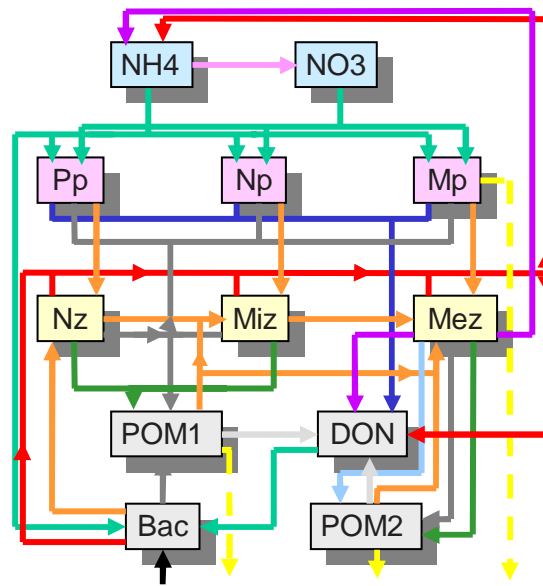 NH4 NO3
Pp Np Mp
Nz Miz Mez
POM1 DON
Bac POM2